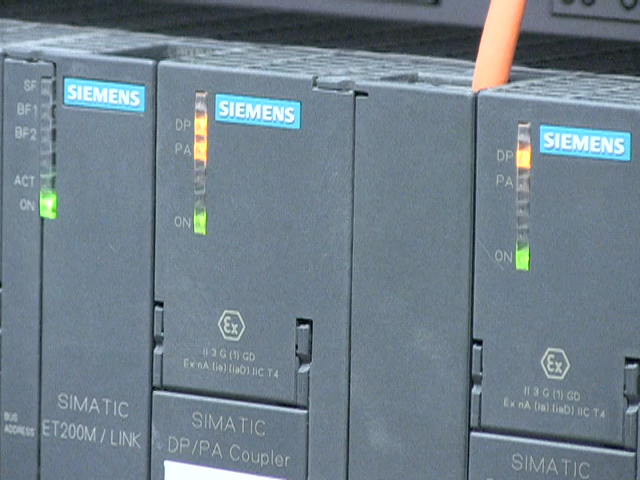 SF
BF1
BF2
ACT
ON
SIEMENS
SIMATIC
ET200M / LINK
BUS
ADDRESS
SIEMENS
DP
PA
ON
Ex
II 3 G (1) GD
Ex nA [ia] [iaD] IIC T4
SIMATIC
DP/PA Coupler
SIEMENS
DP
PA
ON
Ex
II 3 G (1) GD
Ex nA [ia] [iaD] IIC T4
SIMATIC